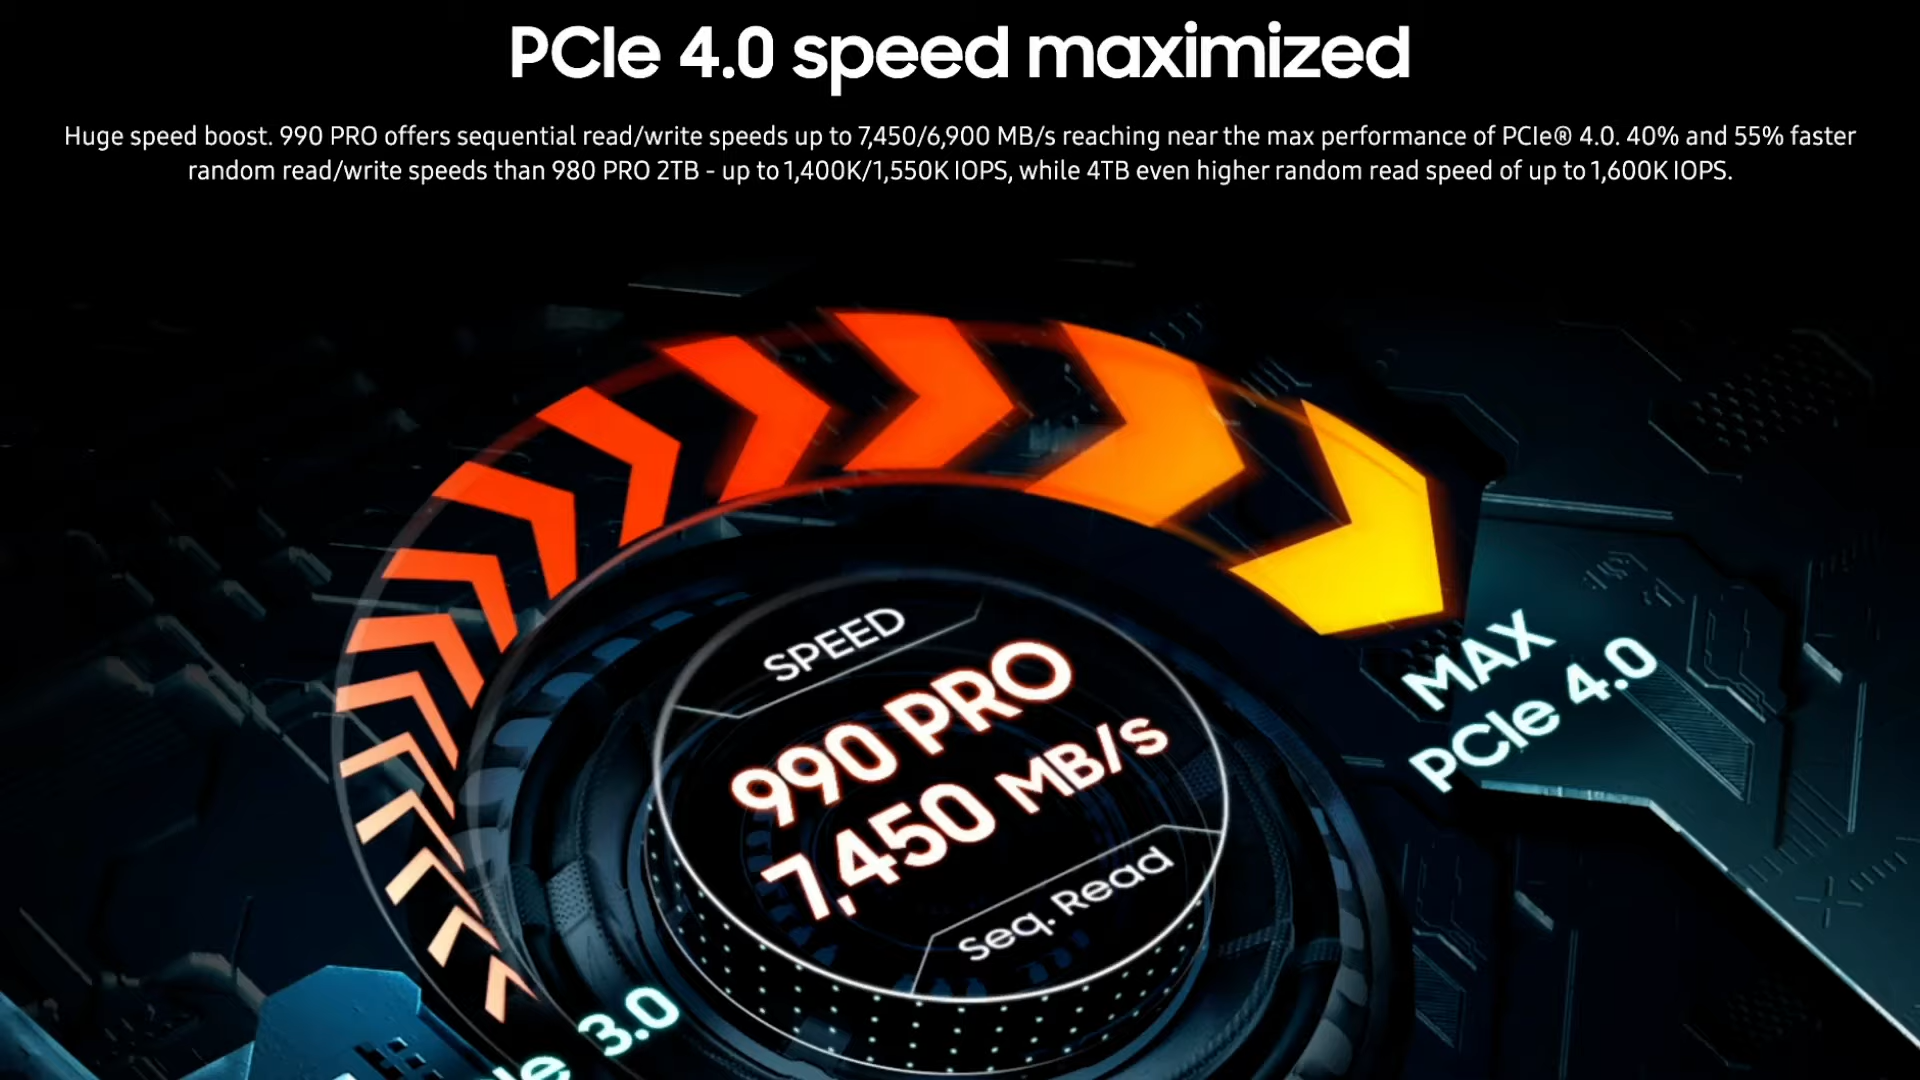 PCIe 4.0 speed maximized
Huge speed boost. 990 PRO offers sequential read/write speeds up to 7,450/6,900 MB/s reaching near the max performance of PCIe® 4.0. 40% and 55% faster
random read/write speeds than 980 PRO 2TB - up to 1,400K/1,550K IOPS, while 4TB even higher random read speed of up to 1,600K IOPS.
SPEED
990 PRO
7,450 MB/s
Seq. Read
MAX
PCIe 4.0
3.0